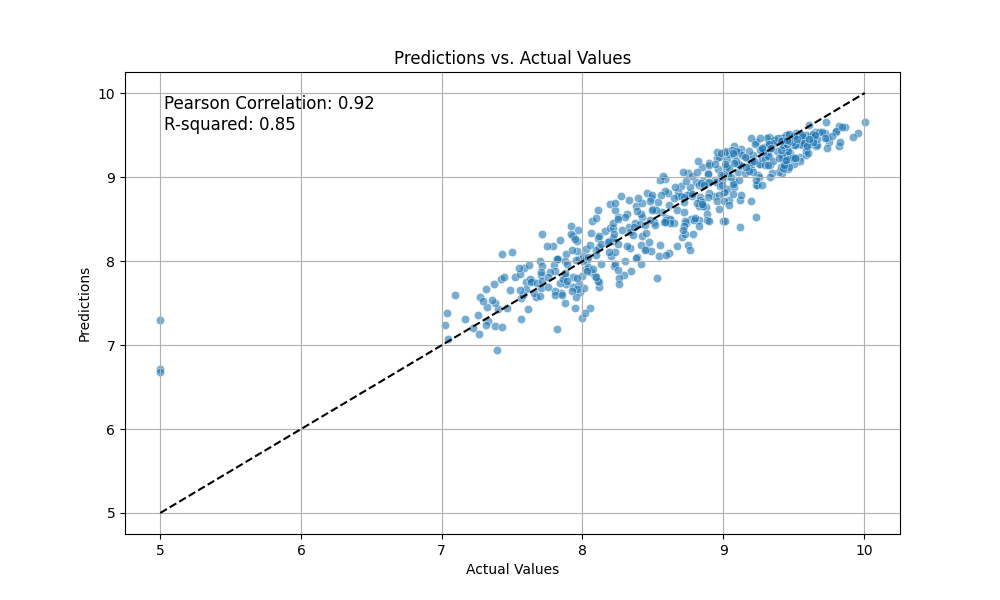 Predictions vs. Actual Values
Pearson Correlation: 0.92
R-squared: 0.85
Predictions
10
9
8
7
6
5
5 6 7 8 9 10
Actual Values